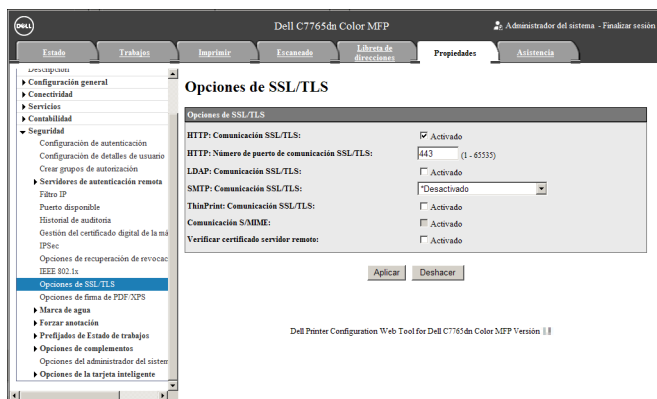 DELL
Dell C7765dn Color MFP
Administrador del sistema - Finalizar sesión
Estado
Trabajos
Imprimir
Escaneado
Libreta de
direcciones
Propiedades
Asistencia
Descripción
Configuración general
Conectividad
Servicios
Contabilidad
Seguridad
Configuración de autenticación
Configuración de detalles de usuario
Crear grupos de autorización
Servidores de autenticación remota
Filtro IP
Puerto disponible
Historial de auditoría
Gestión del certificado digital de la má
IPSec
Opciones de recuperación de revocac
IEEE 802.1x
Opciones de SSL/TLS
Opciones de firma de PDF/XPS
Marca de agua
Forzar anotación
Prefijados de Estado de trabajos
Opciones de complementos
Opciones del administrador del sistem
Opciones de la tarjeta inteligente
Opciones de SSL/TLS
Opciones de SSL/TLS
HTTP: Comunicación SSL/TLS: Activado
HTTP: Número de puerto de comunicación SSL/TLS: 443 (1 - 65535)
LDAP: Comunicación SSL/TLS: Activado
SMTP: Comunicación SSL/TLS: *Desactivado
ThinPrint: Comunicación SSL/TLS: Activado
Comunicación S/MIME: Activado
Verificar certificado servidor remoto: Activado
Aplicar Deshacer
Dell Printer Configuration Web Tool for Dell C7765dn Color MFP Versión